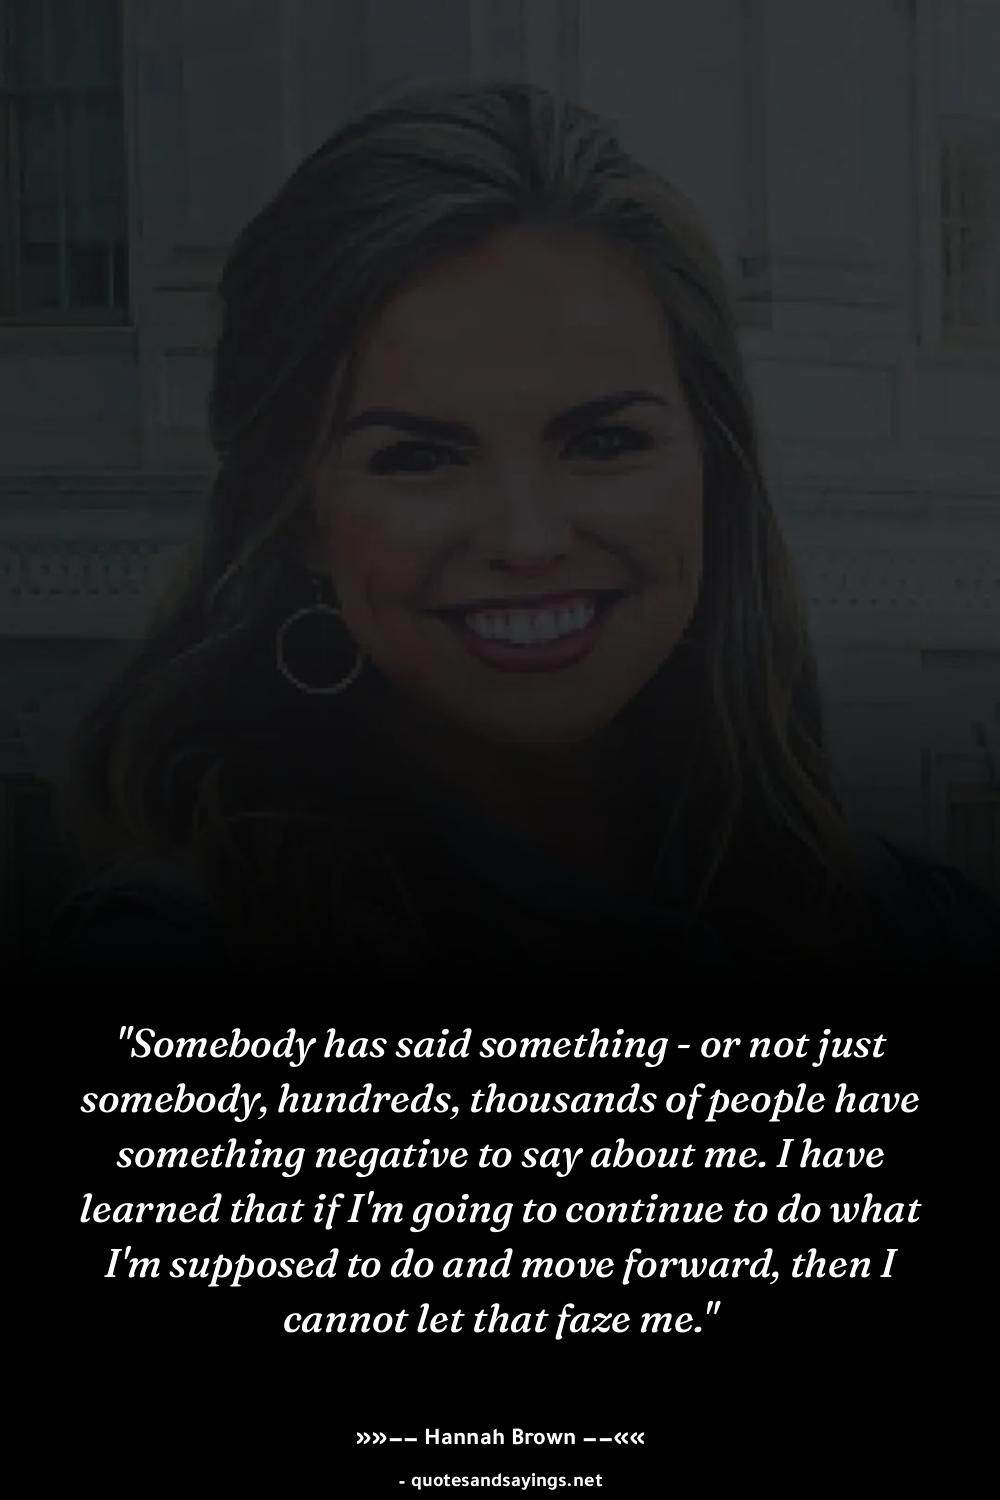 "Somebody has said something - or not just
somebody, hundreds, thousands of people have
something negative to say about me. I have
learned that if I'm going to continue to do what
I'm supposed to do and move forward, then I
cannot let that faze me."
»»−− Hannah Brown −−««
- quotesandsayings.net